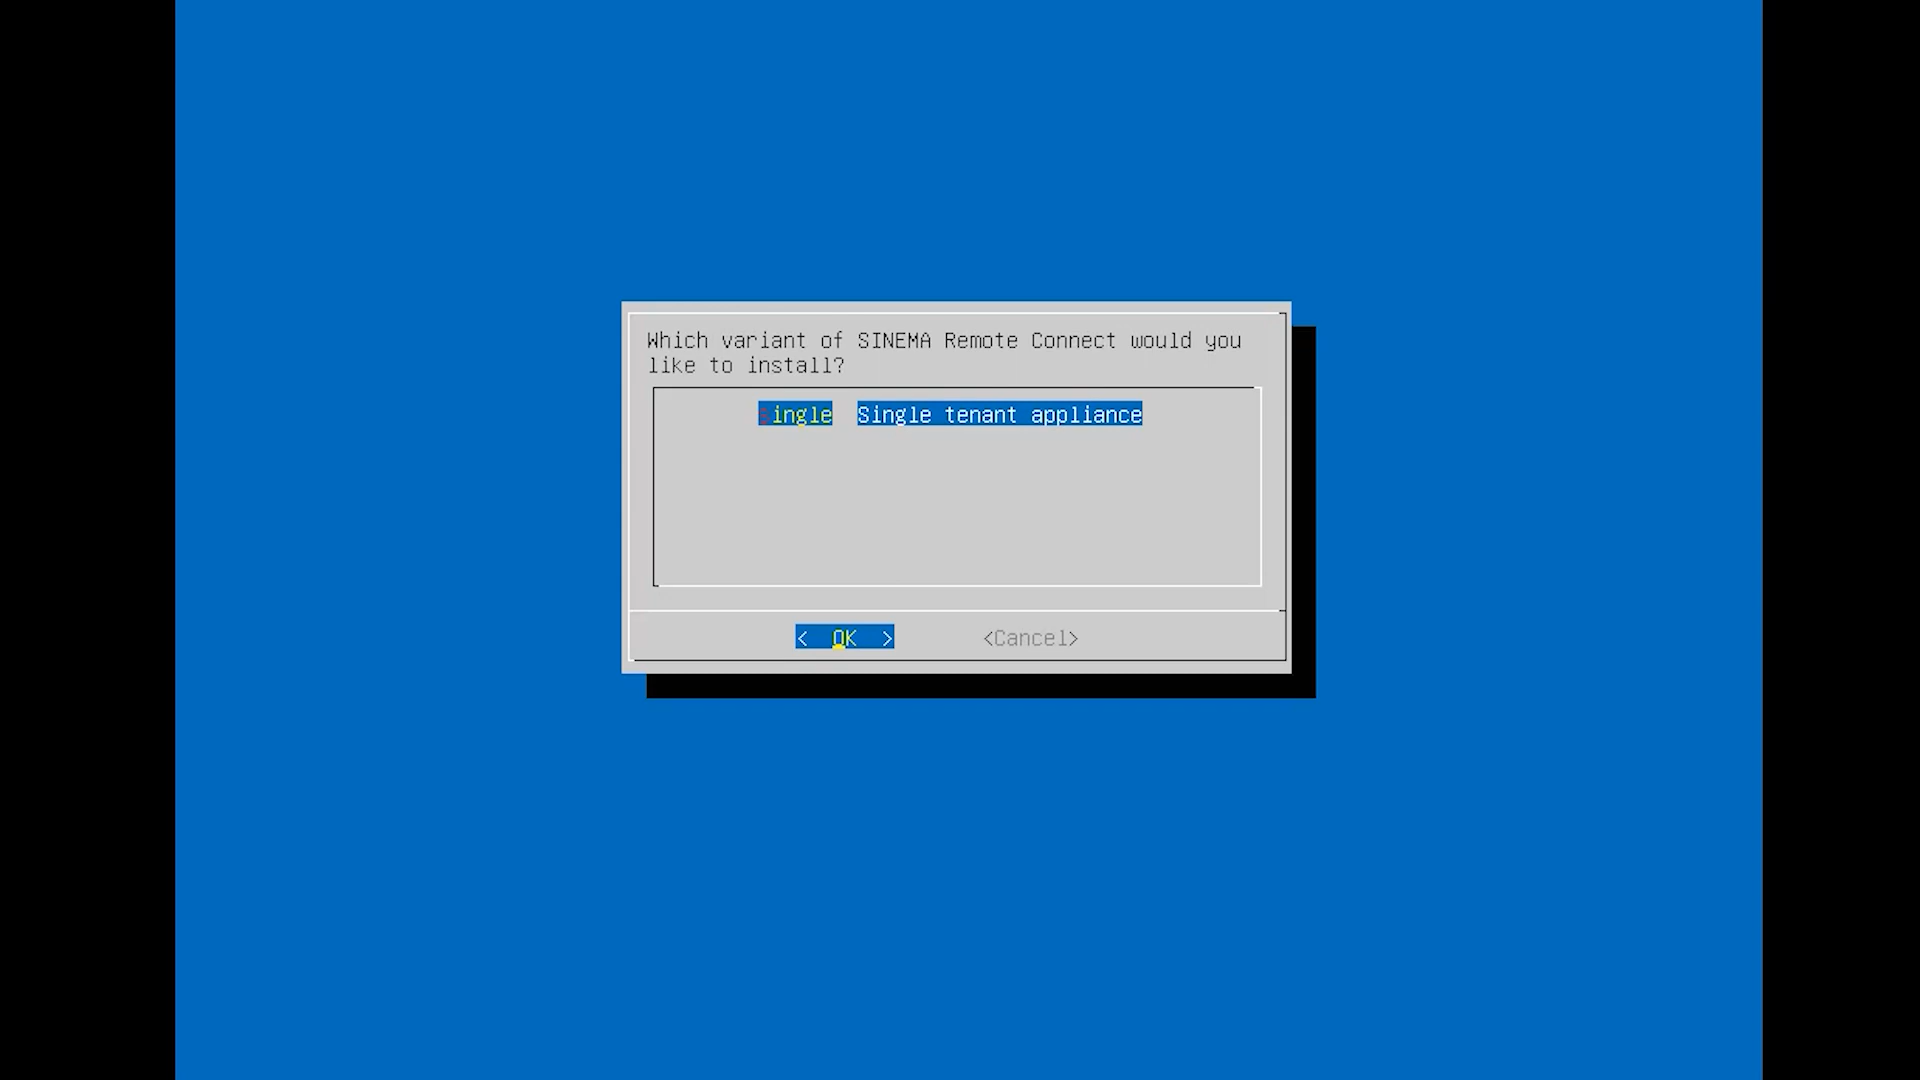 Which variant of SINEMA Remote Connect would you
like to install?
Single  Single tenant appliance
<  OK  >  <Cancel>